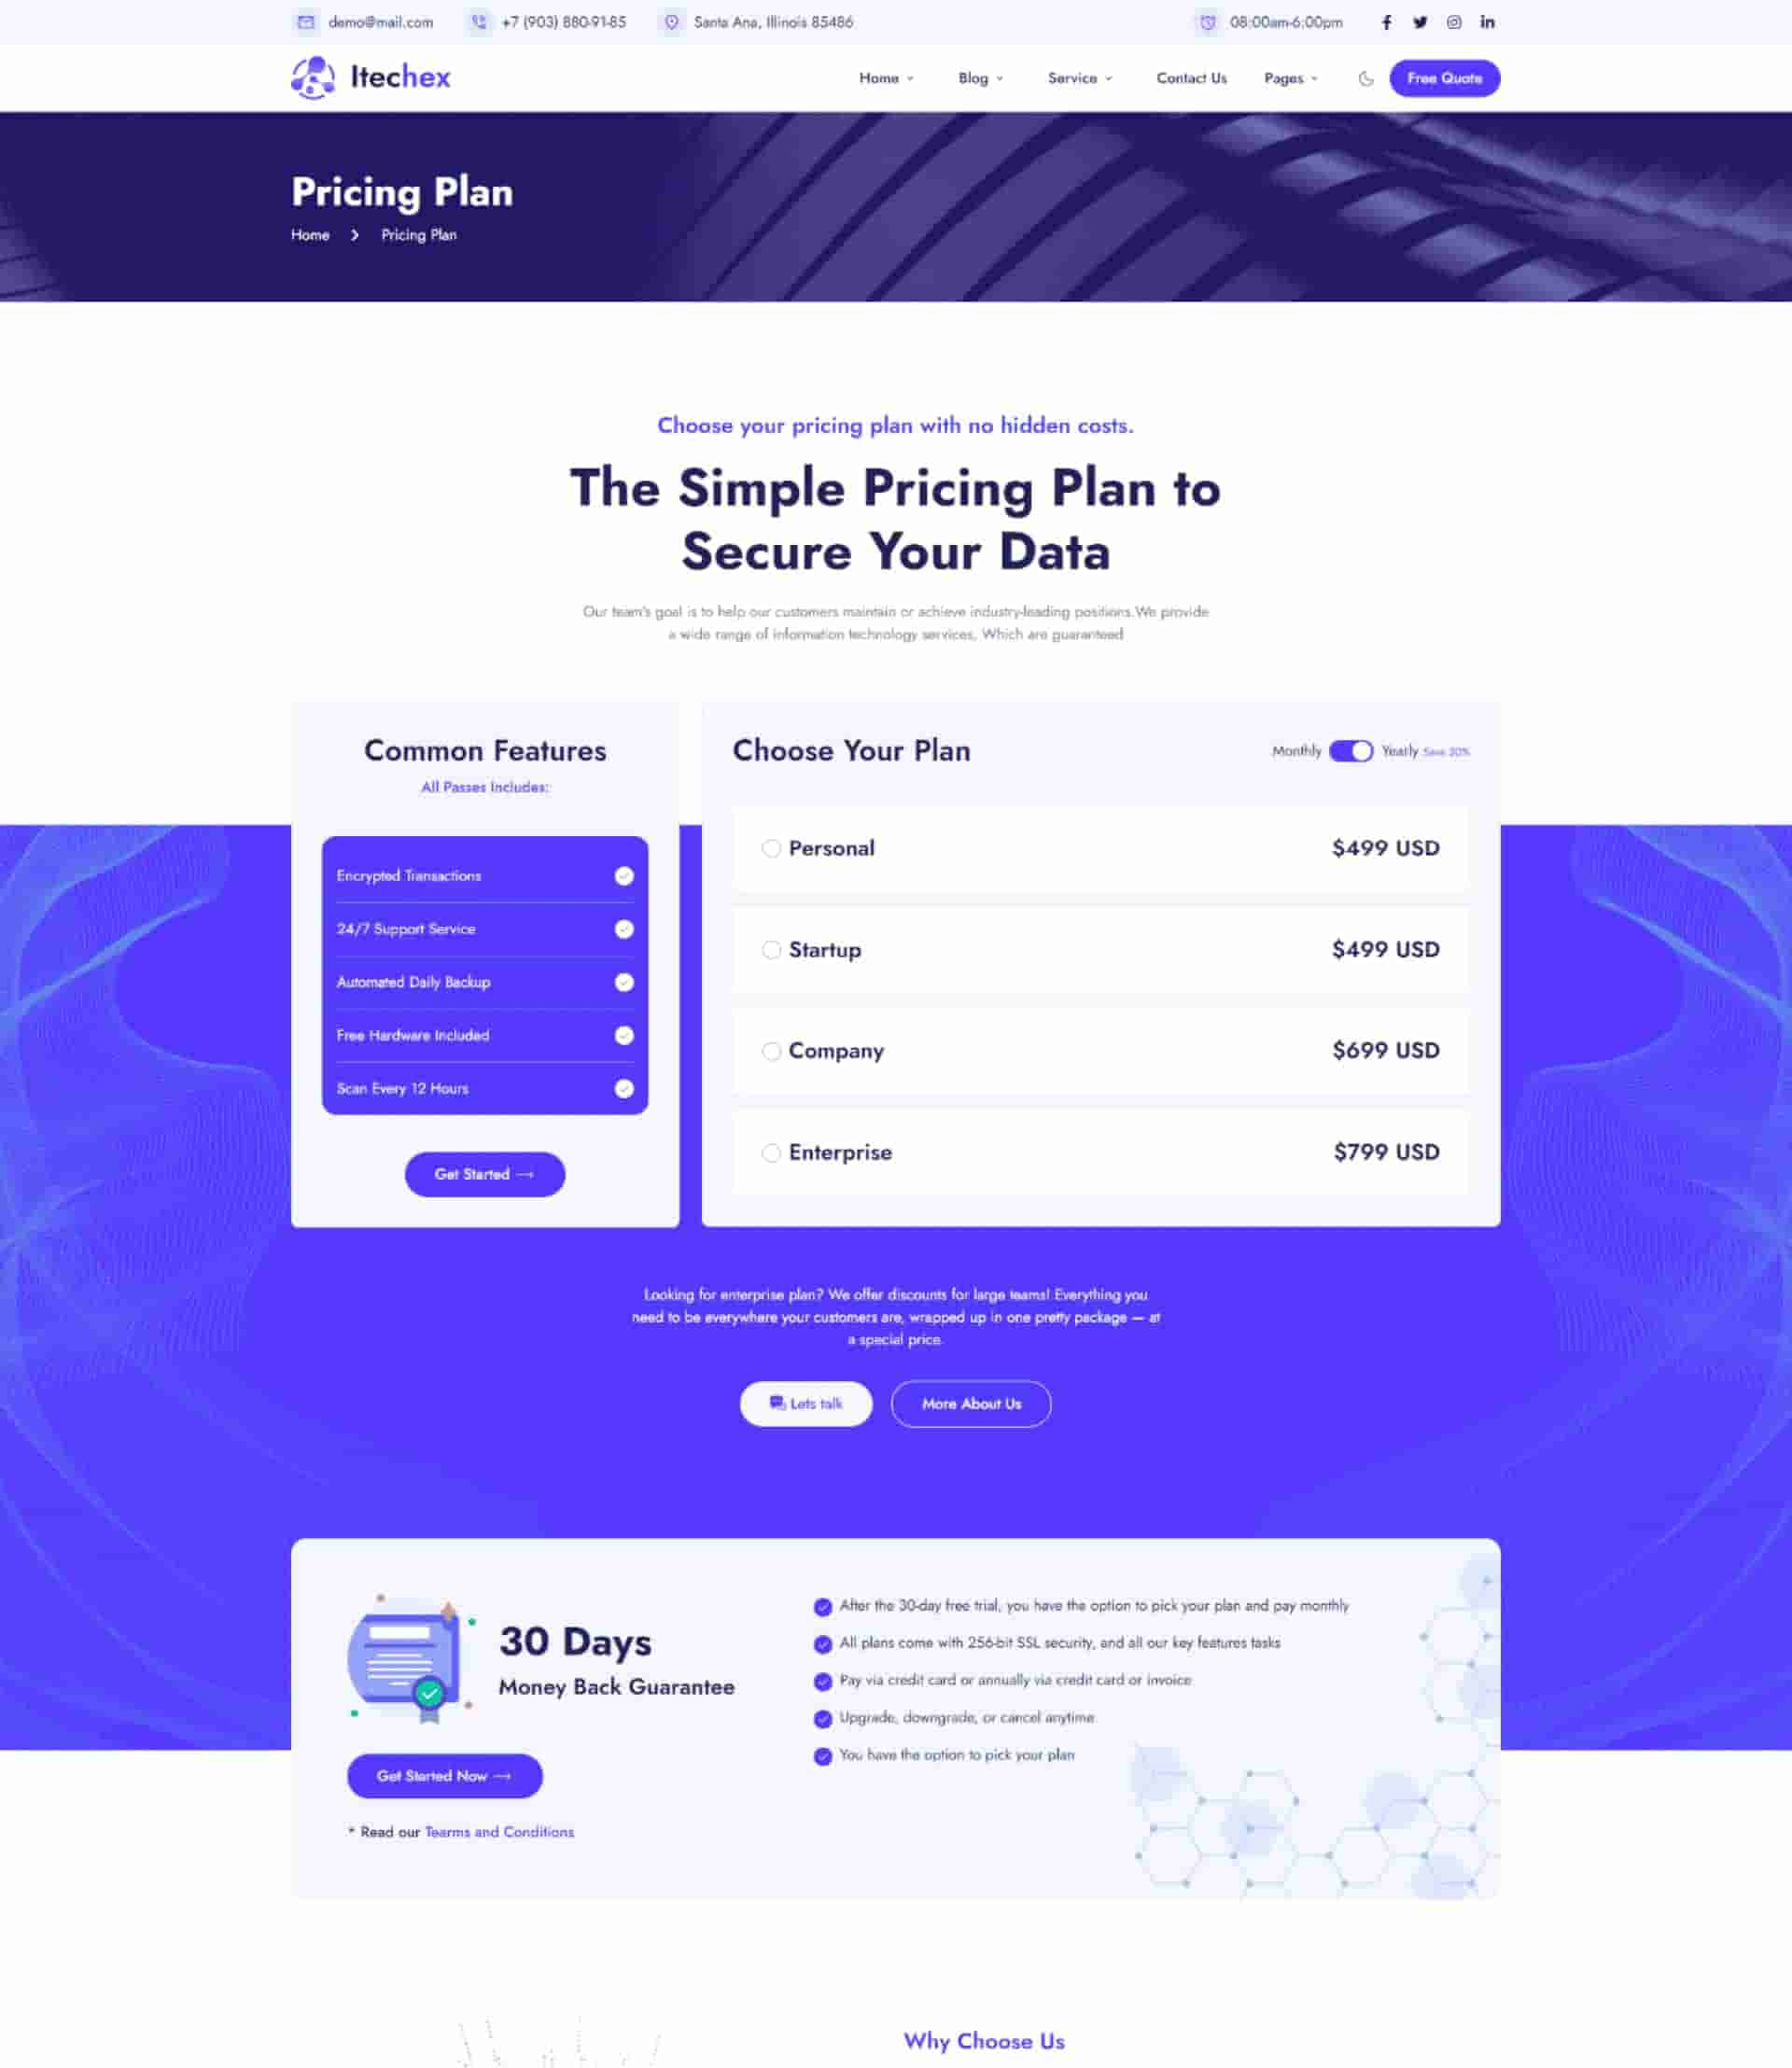 demo@mail.com
+7 (903) 880-91-85
Santa Ana, Illinois 85486
08:00am-6:00pm
Itechex
Home
Blog
Service
Contact Us
Pages
Free Quote
Pricing Plan
Home
Pricing Plan
Choose your pricing plan with no hidden costs.
The Simple Pricing Plan to
Secure Your Data
Our team's goal is to help our customers maintain or achieve industry-leading positions.We provide
a wide range of information technology services, Which are guaranteed
Common Features
All Passes Includes:
Encrypted Transactions
24/7 Support Service
Automated Daily Backup
Free Hardware Included
Scan Every 12 Hours
Get Started
Choose Your Plan
Monthly
Yearly Save 20%
Personal $499 USD
Startup $499 USD
Company $699 USD
Enterprise $799 USD
Looking for enterprise plan? We offer discounts for large teams! Everything you
need to be everywhere your customers are, wrapped up in one pretty package — at
a special price.
Lets talk
More About Us
30 Days
Money Back Guarantee
Get Started Now
* Read our Tearms and Conditions
After the 30-day free trial, you have the option to pick your plan and pay monthly
All plans come with 256-bit SSL security, and all our key features tasks
Pay via credit card or annually via credit card or invoice
Upgrade, downgrade, or cancel anytime.
You have the option to pick your plan
Why Choose Us